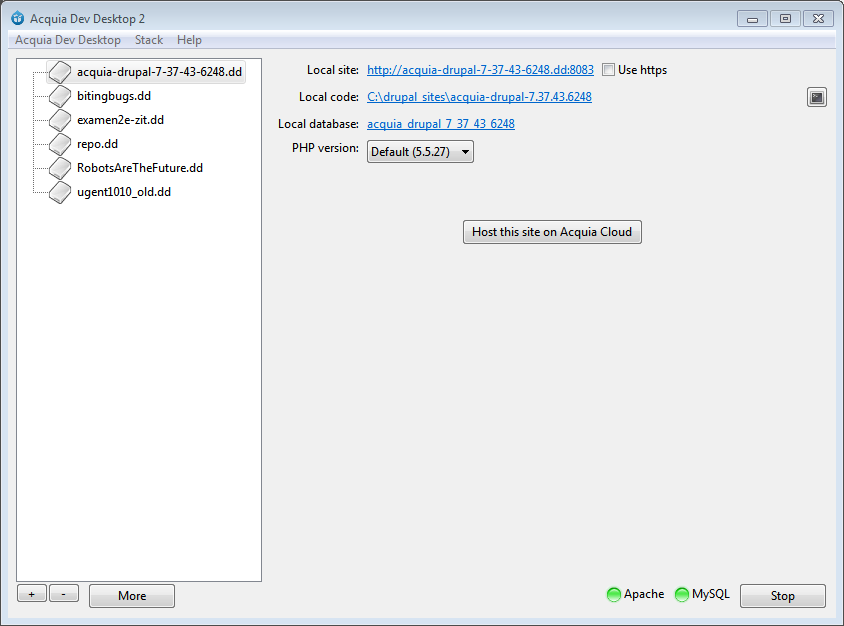 Acquia Dev Desktop 2
Acquia Dev Desktop Stack Help
acquia-drupal-7-37-43-6248.dd
bitingbugs.dd
examen2e-zit.dd
repo.dd
RobotsAreTheFuture.dd
ugent1010_old.dd
Local site: http://acquia-drupal-7-37-43-6248.dd:8083 Use https
Local code: C:\drupal_sites\acquia-drupal-7.37.43.6248
Local database: acquia_drupal_7_37_43_6248
PHP version: Default (5.5.27)
Host this site on Acquia Cloud
+ - More Apache MySQL Stop